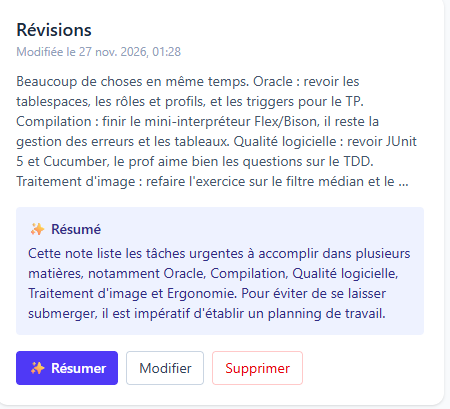 Révisions
Modifiée le 27 nov. 2026, 01:28
Beaucoup de choses en même temps. Oracle : revoir les
tablespaces, les rôles et profils, et les triggers pour le TP.
Compilation : finir le mini-interpréteur Flex/Bison, il reste la
gestion des erreurs et les tableaux. Qualité logicielle : revoir JUnit
5 et Cucumber, le prof aime bien les questions sur le TDD.
Traitement d'image : refaire l'exercice sur le filtre médian et le ...
✨ Résumé
Cette note liste les tâches urgentes à accomplir dans plusieurs
matières, notamment Oracle, Compilation, Qualité logicielle,
Traitement d'image et Ergonomie. Pour éviter de se laisser
submerger, il est impératif d'établir un planning de travail.
✨ Résumer
Modifier
Supprimer